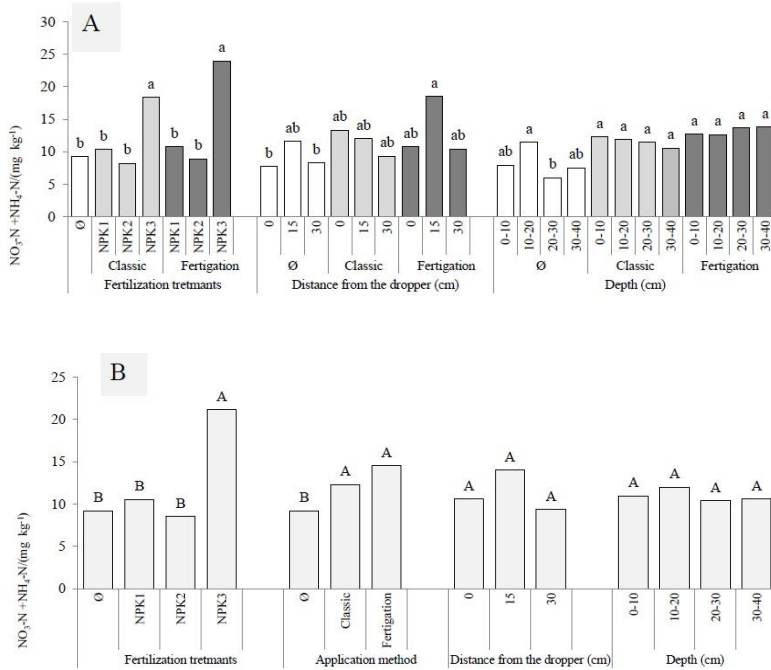 A
NO₃-N +NH₄-N/(mg kg⁻¹)
30
25
20
15
10
5
0
b b b a b b a
b ab b ab ab b ab a ab
ab a b ab a a a a a a a a
Ø NPK1 NPK2 NPK3 NPK1 NPK2 NPK3
0 15 30 0 15 30 0 15 30
0-10 10-20 20-30 30-40 0-10 10-20 20-30 30-40 0-10 10-20 20-30 30-40
Classic Fertigation Ø Classic Fertigation Ø Classic Fertigation
Fertilization tretmants Distance from the dropper (cm) Depth (cm)
B
NO₃-N +NH₄-N/(mg kg⁻¹)
25
20
15
10
5
0
B B B A
B A A
A A A
A A A A
Ø NPK1 NPK2 NPK3
Ø Classic Fertigation
0 15 30
0-10 10-20 20-30 30-40
Fertilization tretmants Application method Distance from the dropper (cm) Depth (cm)